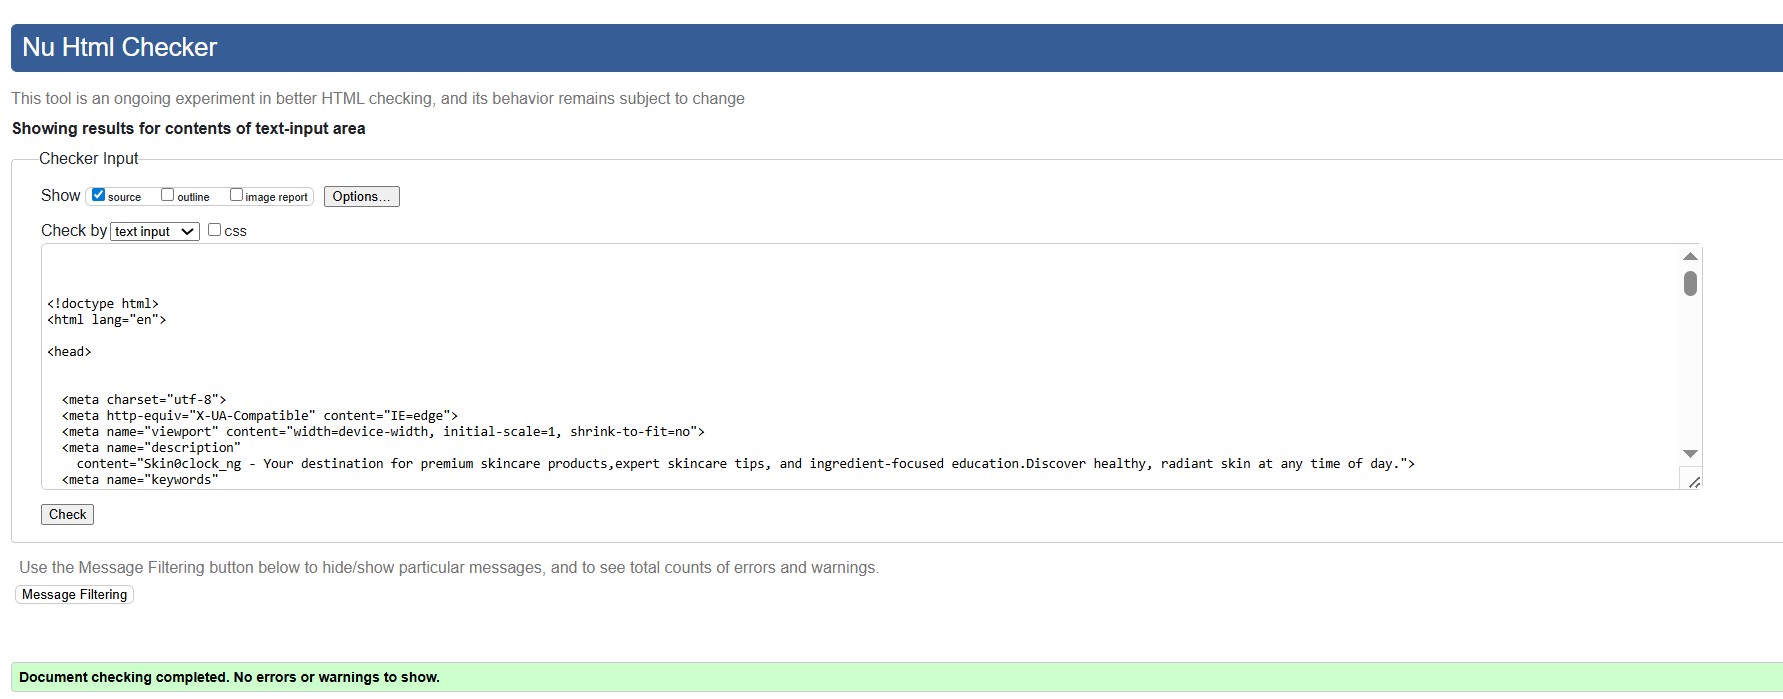 Nu Html Checker
This tool is an ongoing experiment in better HTML checking, and its behavior remains subject to change
Showing results for contents of text-input area
Checker Input
Show source outline image report Options...
Check by text input css
<!doctype html>
<html lang="en">
<head>
<meta charset="utf-8">
<meta http-equiv="X-UA-Compatible" content="IE=edge">
<meta name="viewport" content="width=device-width, initial-scale=1, shrink-to-fit=no">
<meta name="description"
content="Skin0clock_ng - Your destination for premium skincare products,expert skincare tips, and ingredient-focused education.Discover healthy, radiant skin at any time of day.">
<meta name="keywords"
Check
Use the Message Filtering button below to hide/show particular messages, and to see total counts of errors and warnings.
Message Filtering
Document checking completed. No errors or warnings to show.